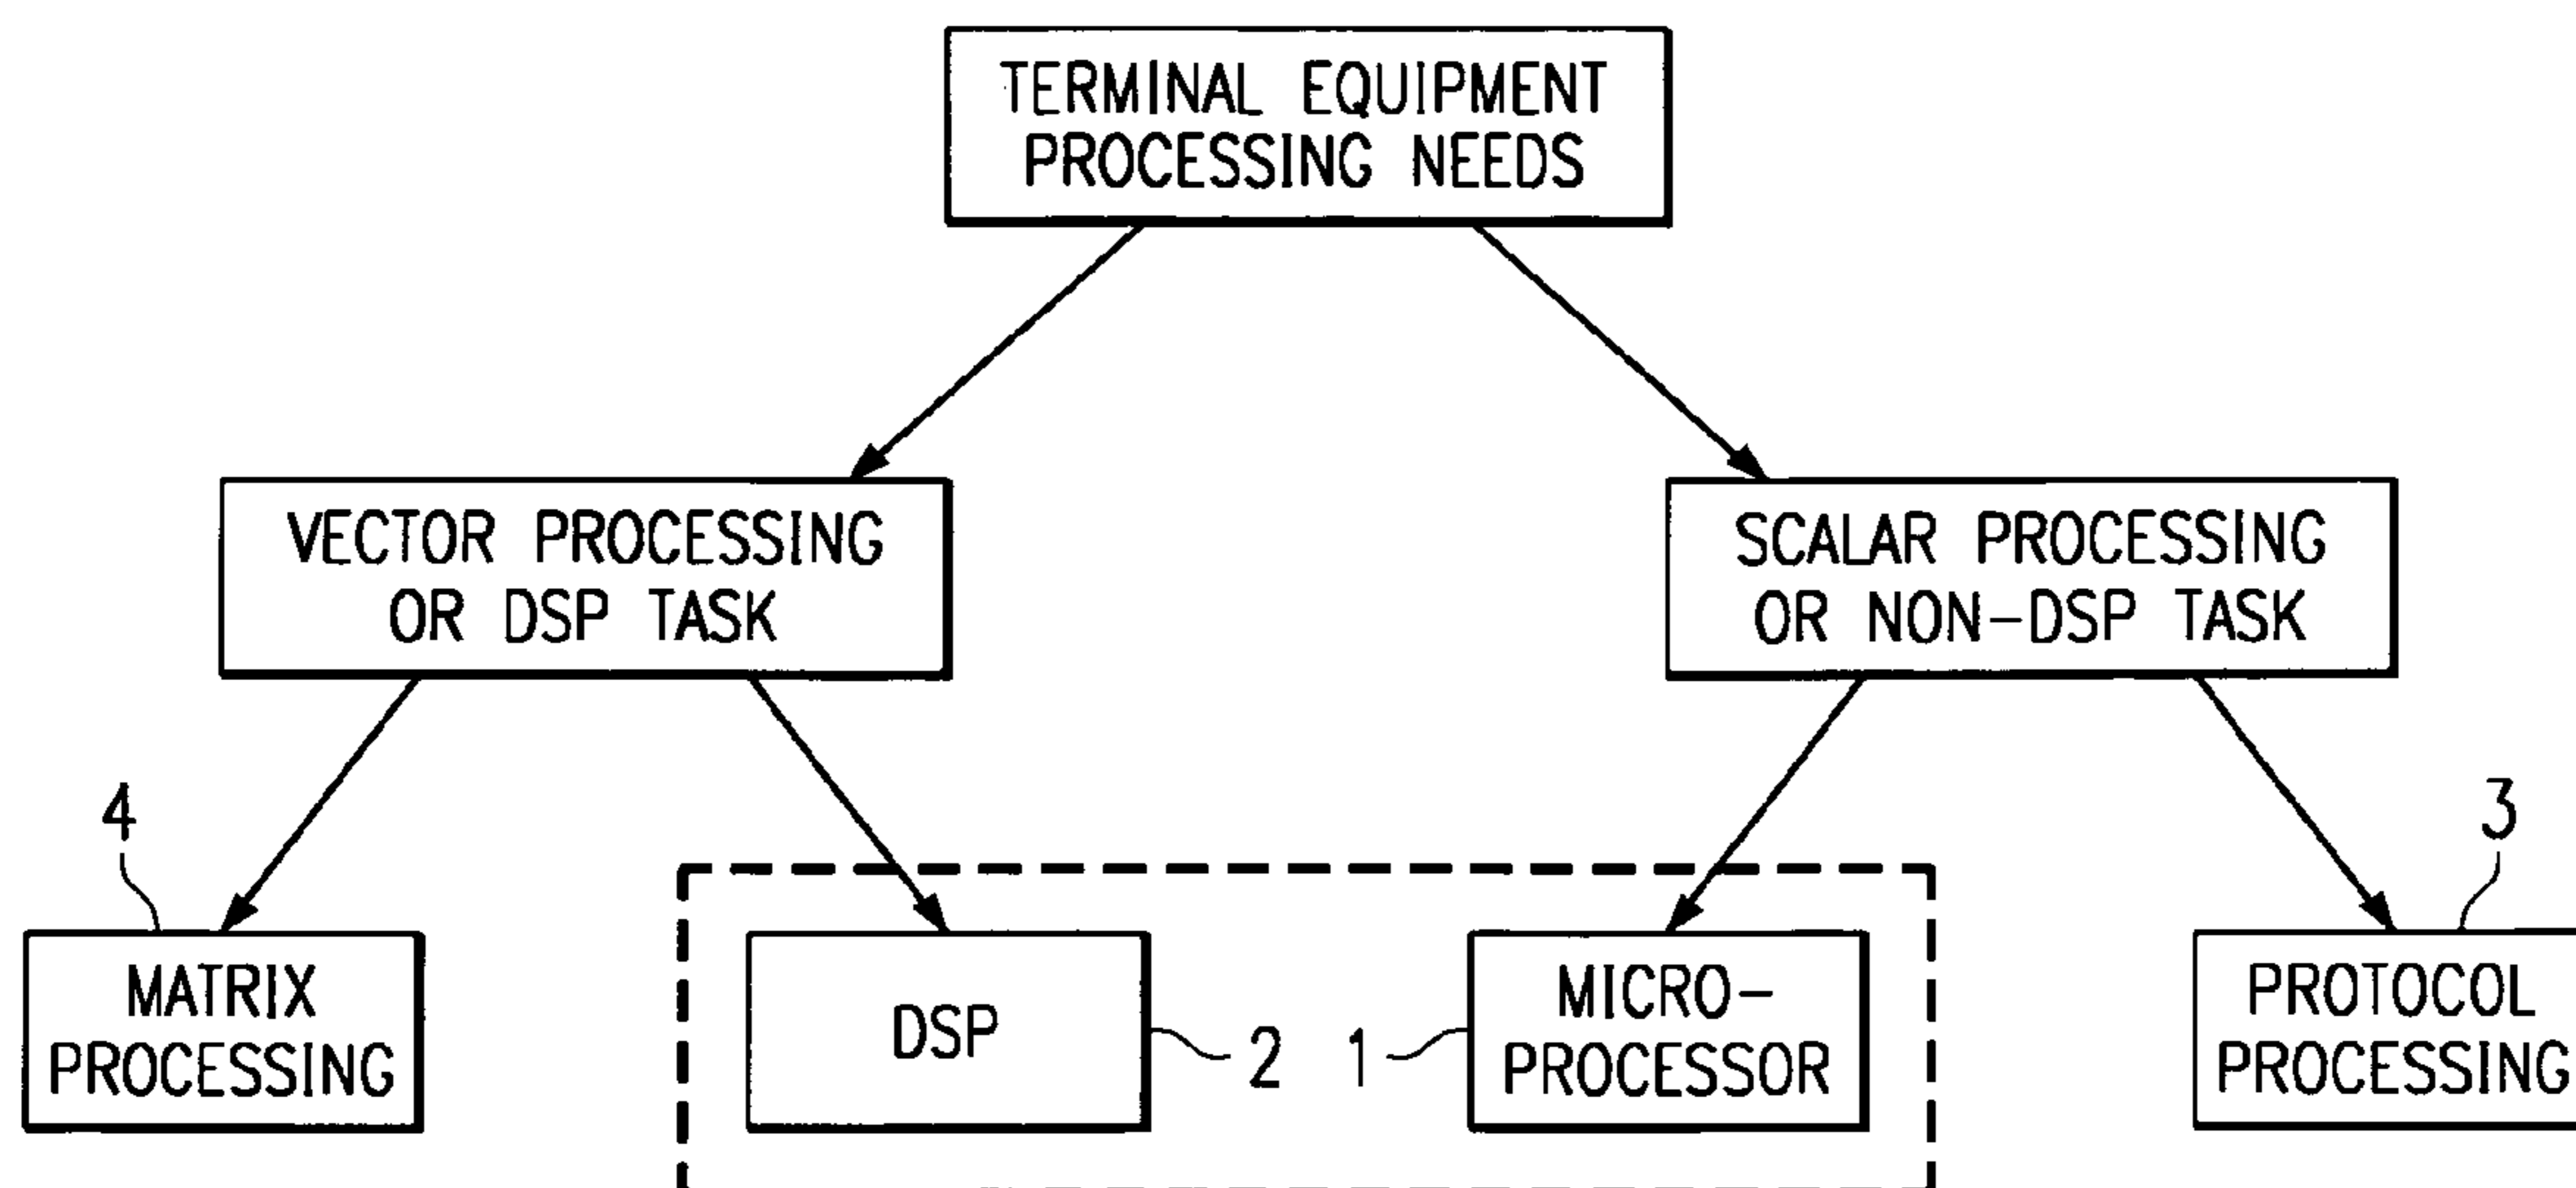 TERMINAL EQUIPMENT
PROCESSING NEEDS
VECTOR PROCESSING
OR DSP TASK
SCALAR PROCESSING
OR NON-DSP TASK
4
3
MATRIX
PROCESSING
DSP
2
1
MICRO-
PROCESSOR
PROTOCOL
PROCESSING